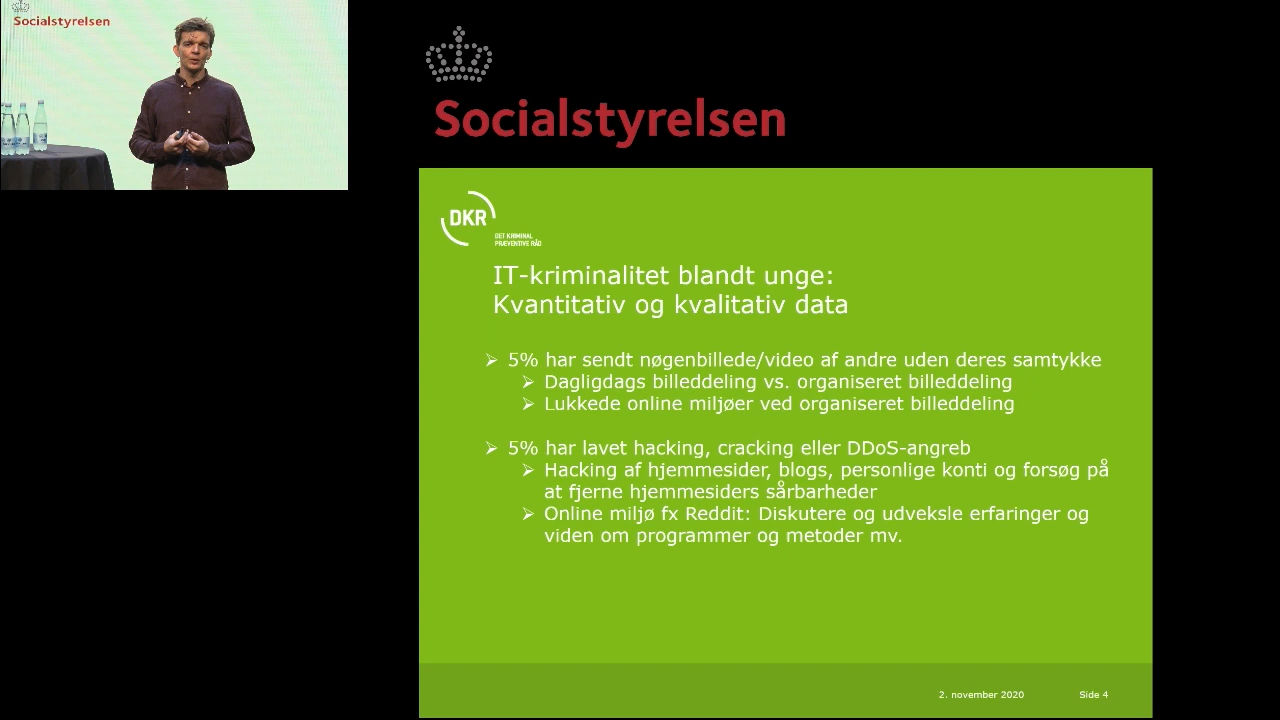 Socialstyrelsen
Socialstyrelsen
DKR
DET KRIMINAL
PRÆVENTIVE RÅD
IT-kriminalitet blandt unge:
Kvantitativ og kvalitativ data
5% har sendt nøgenbillede/video af andre uden deres samtykke
Dagligdags billeddeling vs. organiseret billeddeling
Lukkede online miljøer ved organiseret billeddeling
5% har lavet hacking, cracking eller DDoS-angreb
Hacking af hjemmesider, blogs, personlige konti og forsøg på
at fjerne hjemmesiders sårbarheder
Online miljø fx Reddit: Diskutere og udveksle erfaringer og
viden om programmer og metoder mv.
2. november 2020 Side 4